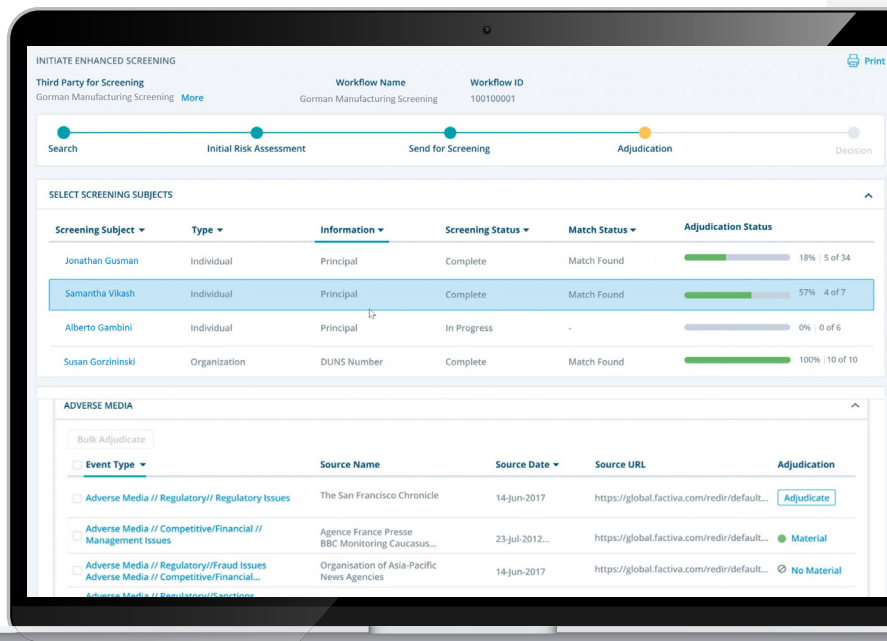 INITIATE ENHANCED SCREENING
Print
Third Party for Screening
Workflow Name
Workflow ID
Gorman Manufacturing Screening More
Gorman Manufacturing Screening
100100001
Search
Initial Risk Assessment
Send for Screening
Adjudication
Decision
SELECT SCREENING SUBJECTS
Screening Subject Type Information Screening Status Match Status Adjudication Status
Jonathan Gusman Individual Principal Complete Match Found 18% | 5 of 34
Samantha Vikash Individual Principal Complete Match Found 57% 4 of 7
Alberto Gambini Individual Principal In Progress - 0% | 0 of 6
Susan Gorzininski Organization DUNS Number Complete Match Found 100% | 10 of 10
ADVERSE MEDIA
Bulk Adjudicate
Event Type Source Name Source Date Source URL Adjudication
Adverse Media // Regulatory// Regulatory Issues The San Francisco Chronicle 14-Jun-2017 https://global.factiva.com/redir/default... Adjudicate
Adverse Media // Competitive/Financial //
Management Issues
Agence France Presse
BBC Monitoring Caucasus...
23-Jul-2012... https://global.factiva.com/redir/default... Material
Adverse Media // Regulatory//Fraud Issues
Adverse Media // Competitive/Financial...
Organisation of Asia-Pacific
News Agencies
14-Jun-2017 https://global.factiva.com/redir/default... No Material
Adverse Media // Regulatory//Sanctions